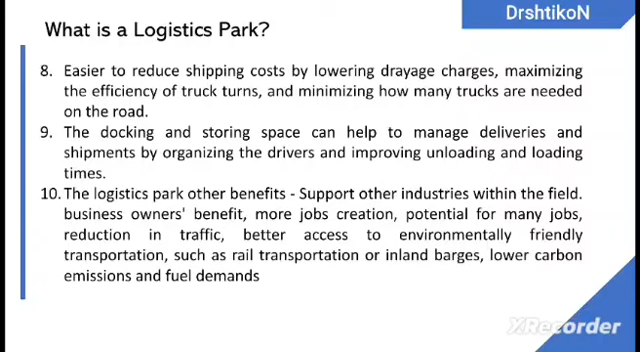 DrshtikoN
What is a Logistics Park?
8. Easier to reduce shipping costs by lowering drayage charges, maximizing
the efficiency of truck turns, and minimizing how many trucks are needed
on the road.
9. The docking and storing space can help to manage deliveries and
shipments by organizing the drivers and improving unloading and loading
times.
10. The logistics park other benefits - Support other industries within the field.
business owners' benefit, more jobs creation, potential for many jobs,
reduction in traffic, better access to environmentally friendly
transportation, such as rail transportation or inland barges, lower carbon
emissions and fuel demands
XRecorder